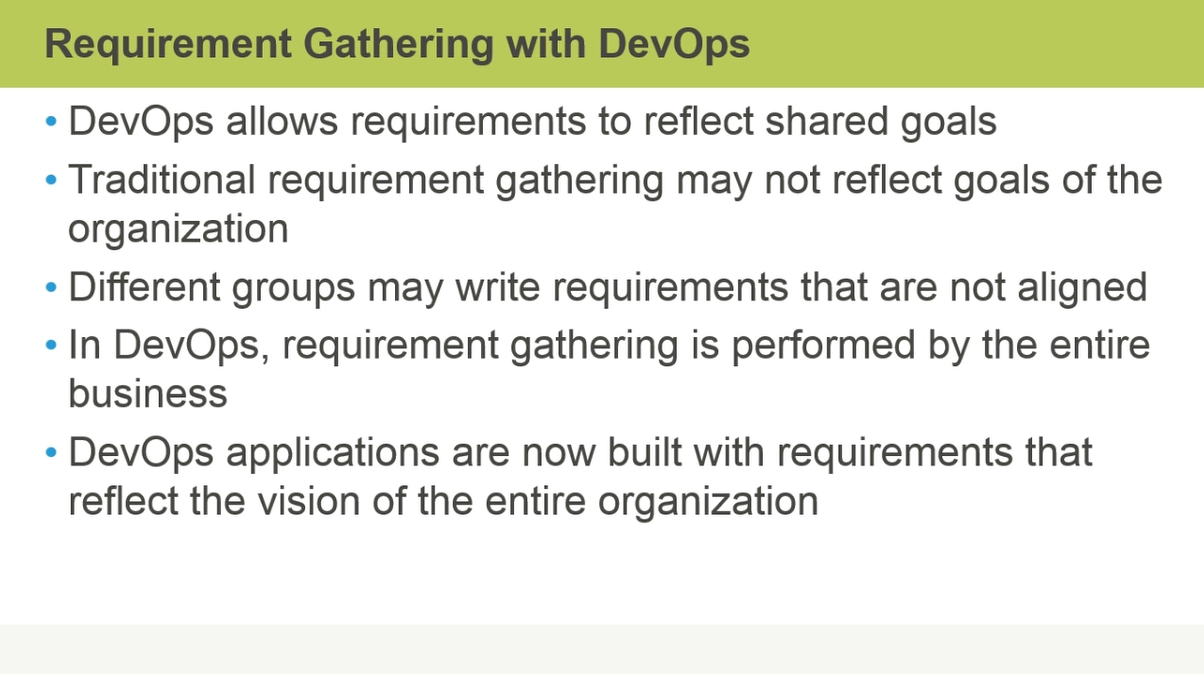 Requirement Gathering with DevOps
• DevOps allows requirements to reflect shared goals
• Traditional requirement gathering may not reflect goals of the
organization
• Different groups may write requirements that are not aligned
• In DevOps, requirement gathering is performed by the entire
business
• DevOps applications are now built with requirements that
reflect the vision of the entire organization